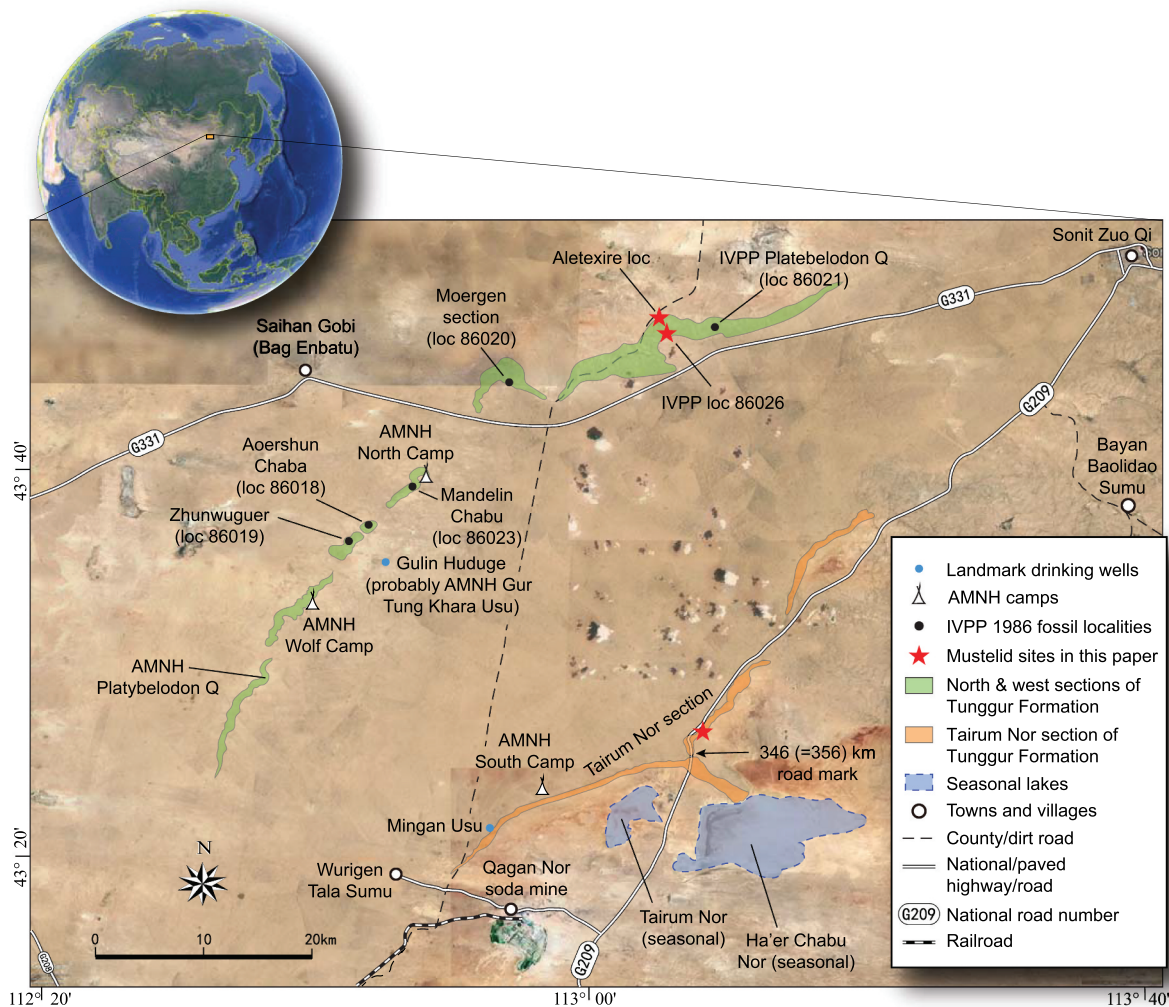 Sonit Zuo Qi
Aletexire loc
IVPP Platebelodon Q
(loc 86021)
G331
Moergen
section
(loc 86020)
Saihan Gobi
(Bag Enbatu)
IVPP loc 86026
G209
G331
43° 40'
AMNH
North Camp
Aoershun
Chaba
(loc 86018)
Bayan
Baolidao
Sumu
Mandelin
Chabu
(loc 86023)
Zhunwuguer
(loc 86019)
Gulin Huduge
(probably AMNH Gur
Tung Khara Usu)
AMNH
Wolf Camp
AMNH
Platybelodon Q
Tairum Nor section
AMNH
South Camp
346 (=356) km
road mark
Mingan Usu
43° 20'
N
Wurigen
Tala Sumu
Qagan Nor
soda mine
Tairum Nor
(seasonal)
Ha'er Chabu
Nor (seasonal)
0 10 20km
G208
G209
Landmark drinking wells
AMNH camps
IVPP 1986 fossil localities
Mustelid sites in this paper
North & west sections of
Tunggur Formation
Tairum Nor section of
Tunggur Formation
Seasonal lakes
Towns and villages
County/dirt road
National/paved
highway/road
G209 National road number
Railroad
112° 20' 113° 00' 113° 40'